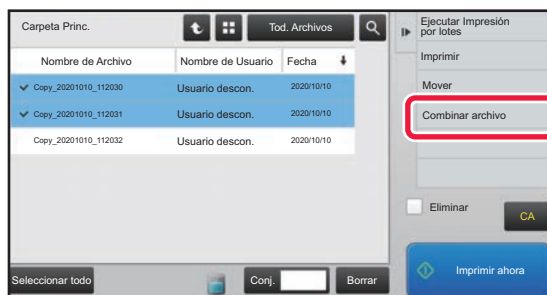 Carpeta Princ.
Tod. Archivos
Nombre de Archivo
Nombre de Usuario
Fecha
Copy_20201010_112030
Usuario descon.
2020/10/10
Copy_20201010_112031
Usuario descon.
2020/10/10
Copy_20201010_112032
Usuario descon.
2020/10/10
Seleccionar todo
Conj.
Borrar
Ejecutar Impresión
por lotes
Imprimir
Mover
Combinar archivo
Eliminar
CA
Imprimir ahora